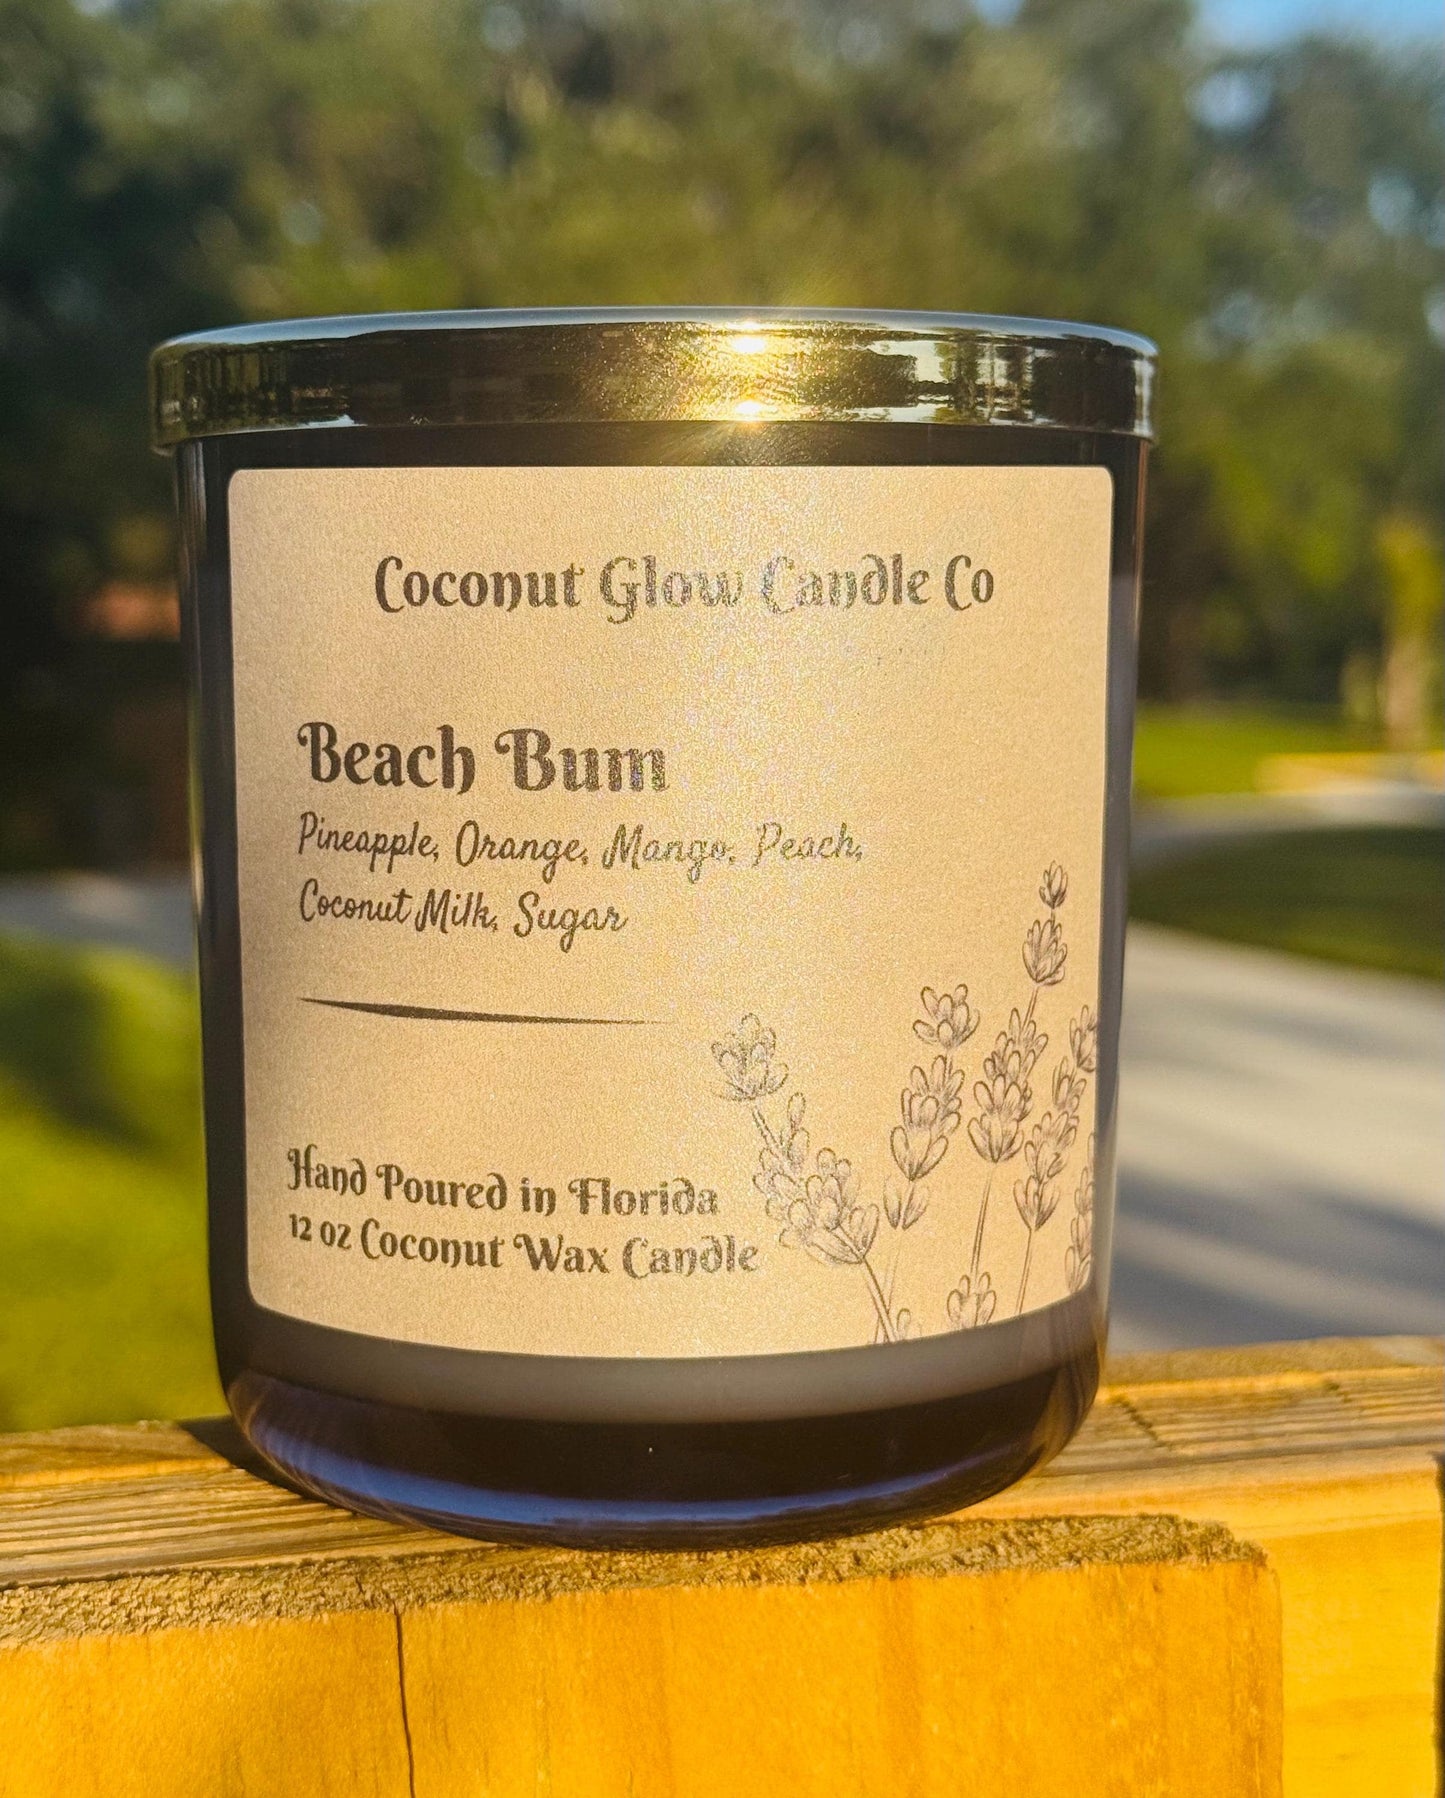 Coconut Glow Candle Co
Beach Bum
Pineapple, Orange, Mango, Peach,
Coconut Milk, Sugar
Hand Poured in Florida
12 oz Coconut Wax Candle